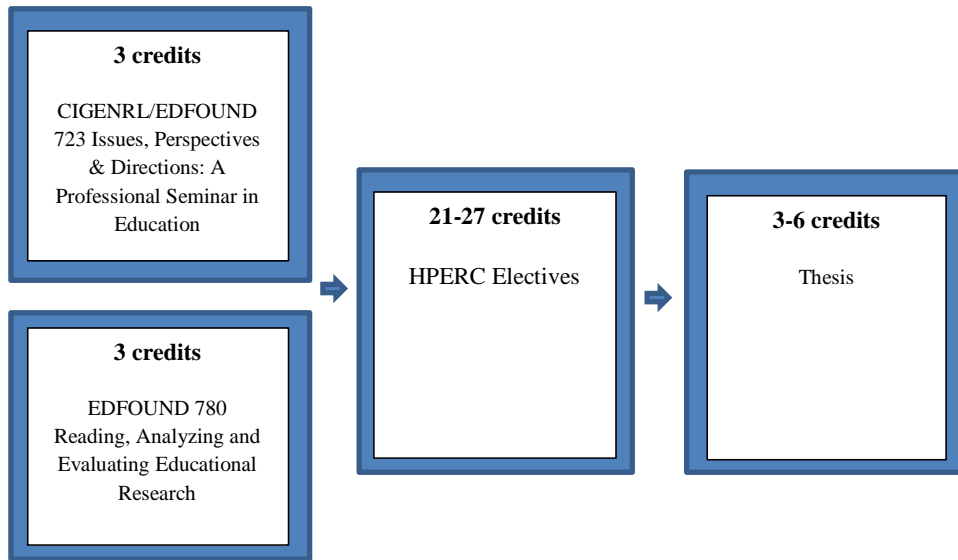 3 credits
CIGENRL/EDFOUND
723 Issues, Perspectives
& Directions: A
Professional Seminar in
Education
3 credits
EDFOUND 780
Reading, Analyzing and
Evaluating Educational
Research
21-27 credits
HPERC Electives
3-6 credits
Thesis